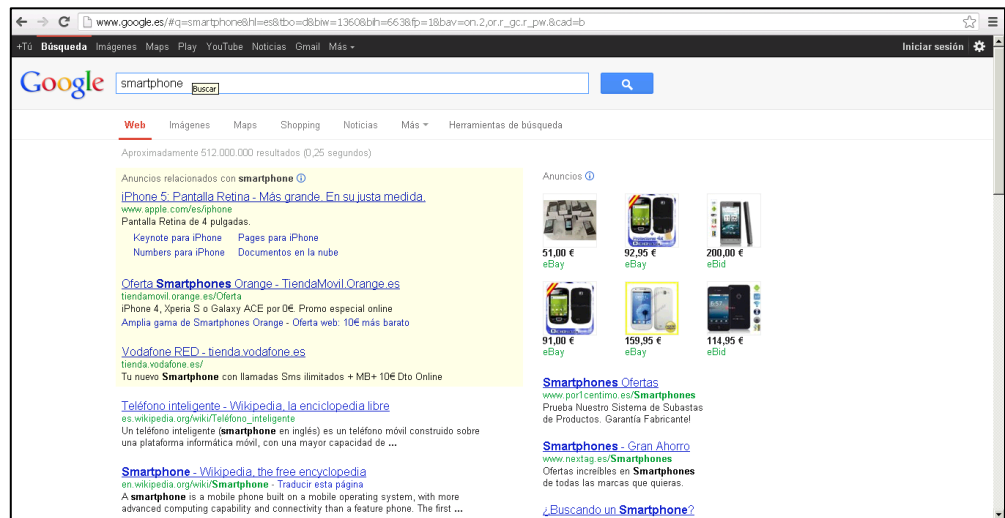 www.google.es/#q=smartphone&hl=es&tbo=d&biw=1360&bih=663&fp=1&bav=on.2,or.r_gc.r_pw.&cad=b
+Tú Búsqueda Imágenes Maps Play YouTube Noticias Gmail Más
Iniciar sesión
Google
smartphone
Buscar
Web Imágenes Maps Shopping Noticias Más Herramientas de búsqueda
Aproximadamente 512.000.000 resultados (0,25 segundos)
Anuncios relacionados con smartphone
iPhone 5: Pantalla Retina - Más grande. En su justa medida.
www.apple.com/es/iphone
Pantalla Retina de 4 pulgadas.
Keynote para iPhone Pages para iPhone
Numbers para iPhone Documentos en la nube
Oferta Smartphones Orange - TiendaMovil.Orange.es
tiendamovil.orange.es/Oferta
iPhone 4, Xperia S o Galaxy ACE por 0€. Promo especial online
Amplia gama de Smartphones Orange - Oferta web: 10€ más barato
Vodafone RED - tienda.vodafone.es
tienda.vodafone.es/
Tu nuevo Smartphone con llamadas Sms ilimitados + MB+ 10€ Dto Online
Teléfono inteligente - Wikipedia, la enciclopedia libre
es.wikipedia.org/wiki/Teléfono_inteligente
Un teléfono inteligente (smartphone en inglés) es un teléfono móvil construido sobre
una plataforma informática móvil, con una mayor capacidad de ...
Smartphone - Wikipedia, the free encyclopedia
en.wikipedia.org/wiki/Smartphone - Traducir esta página
A smartphone is a mobile phone built on a mobile operating system, with more
advanced computing capability and connectivity than a feature phone. The first ...
Anuncios
51,00 € 92,95 € 200,00 €
eBay eBay eBid
91,00 € 159,95 € 114,95 €
eBay eBay eBid
Smartphones Ofertas
www.por1centimo.es/Smartphones
Prueba Nuestro Sistema de Subastas
de Productos. Garantía Fabricante!
Smartphones - Gran Ahorro
www.nextag.es/Smartphones
Ofertas increíbles en Smartphones
de todas las marcas que quieras.
¿Buscando un Smartphone?